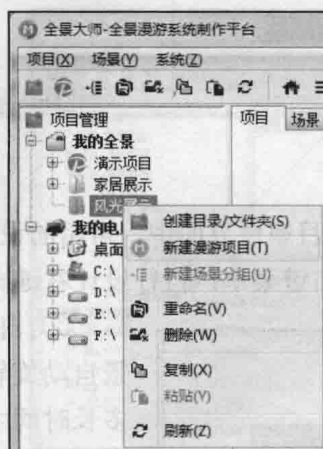 全景大师-全景漫游系统制作平台
项目(X) 场景(Y) 系统(Z)
项目管理
项目 场景
我的全景
演示项目
家居展示
风光展示
我的电
桌面
C:\
D:\
E:\
F:\
创建目录/文件夹(S)
新建漫游项目(T)
新建场景分组(U)
重命名(V)
删除(W)
复制(X)
粘贴(Y)
刷新(Z)